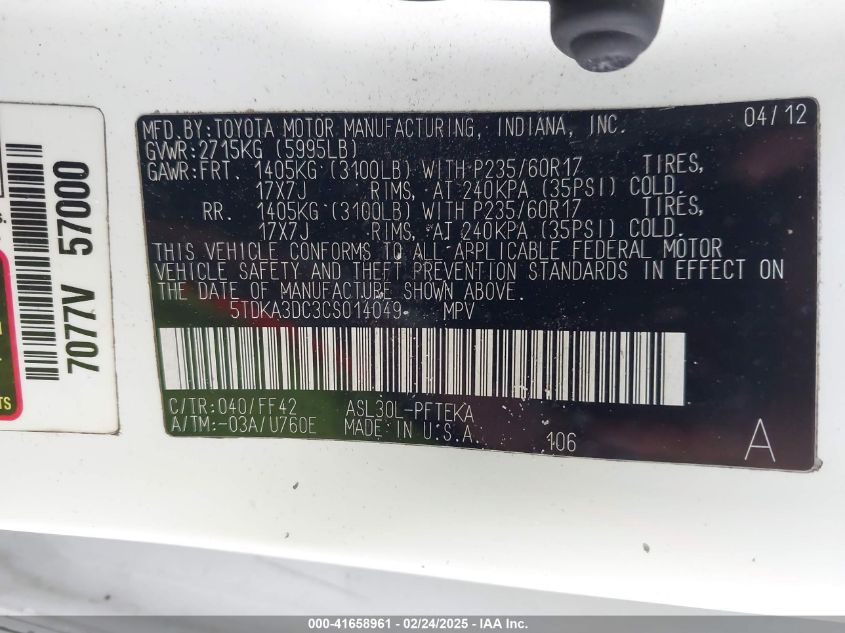 MFD.BY:TOYOTA MOTOR MANUFACTURING, INDIANA, INC. 04/12
GVWR:2715KG (5995LB)
GAWR:FRT. 1405KG (3100LB) WITH P235/60R17 TIRES,
17X7J RIMS, AT 240KPA (35PSI) COLD.
RR. 1405KG (3100LB) WITH P235/60R17 TIRES,
17X7J RIMS, AT 240KPA (35PSI) COLD.
THIS VEHICLE CONFORMS TO ALL APPLICABLE FEDERAL MOTOR
VEHICLE SAFETY AND THEFT PREVENTION STANDARDS IN EFFECT ON
THE DATE OF MANUFACTURE SHOWN ABOVE.
5TDKA3DC3CS014049 MPV
C/TR:040/FF42 ASL30L-PFTEKA
A/TM:-03A/U760E MADE IN U.S.A. 106 A
7077V 57000
TS
000-41658961 - 02/24/2025 - IAA Inc.